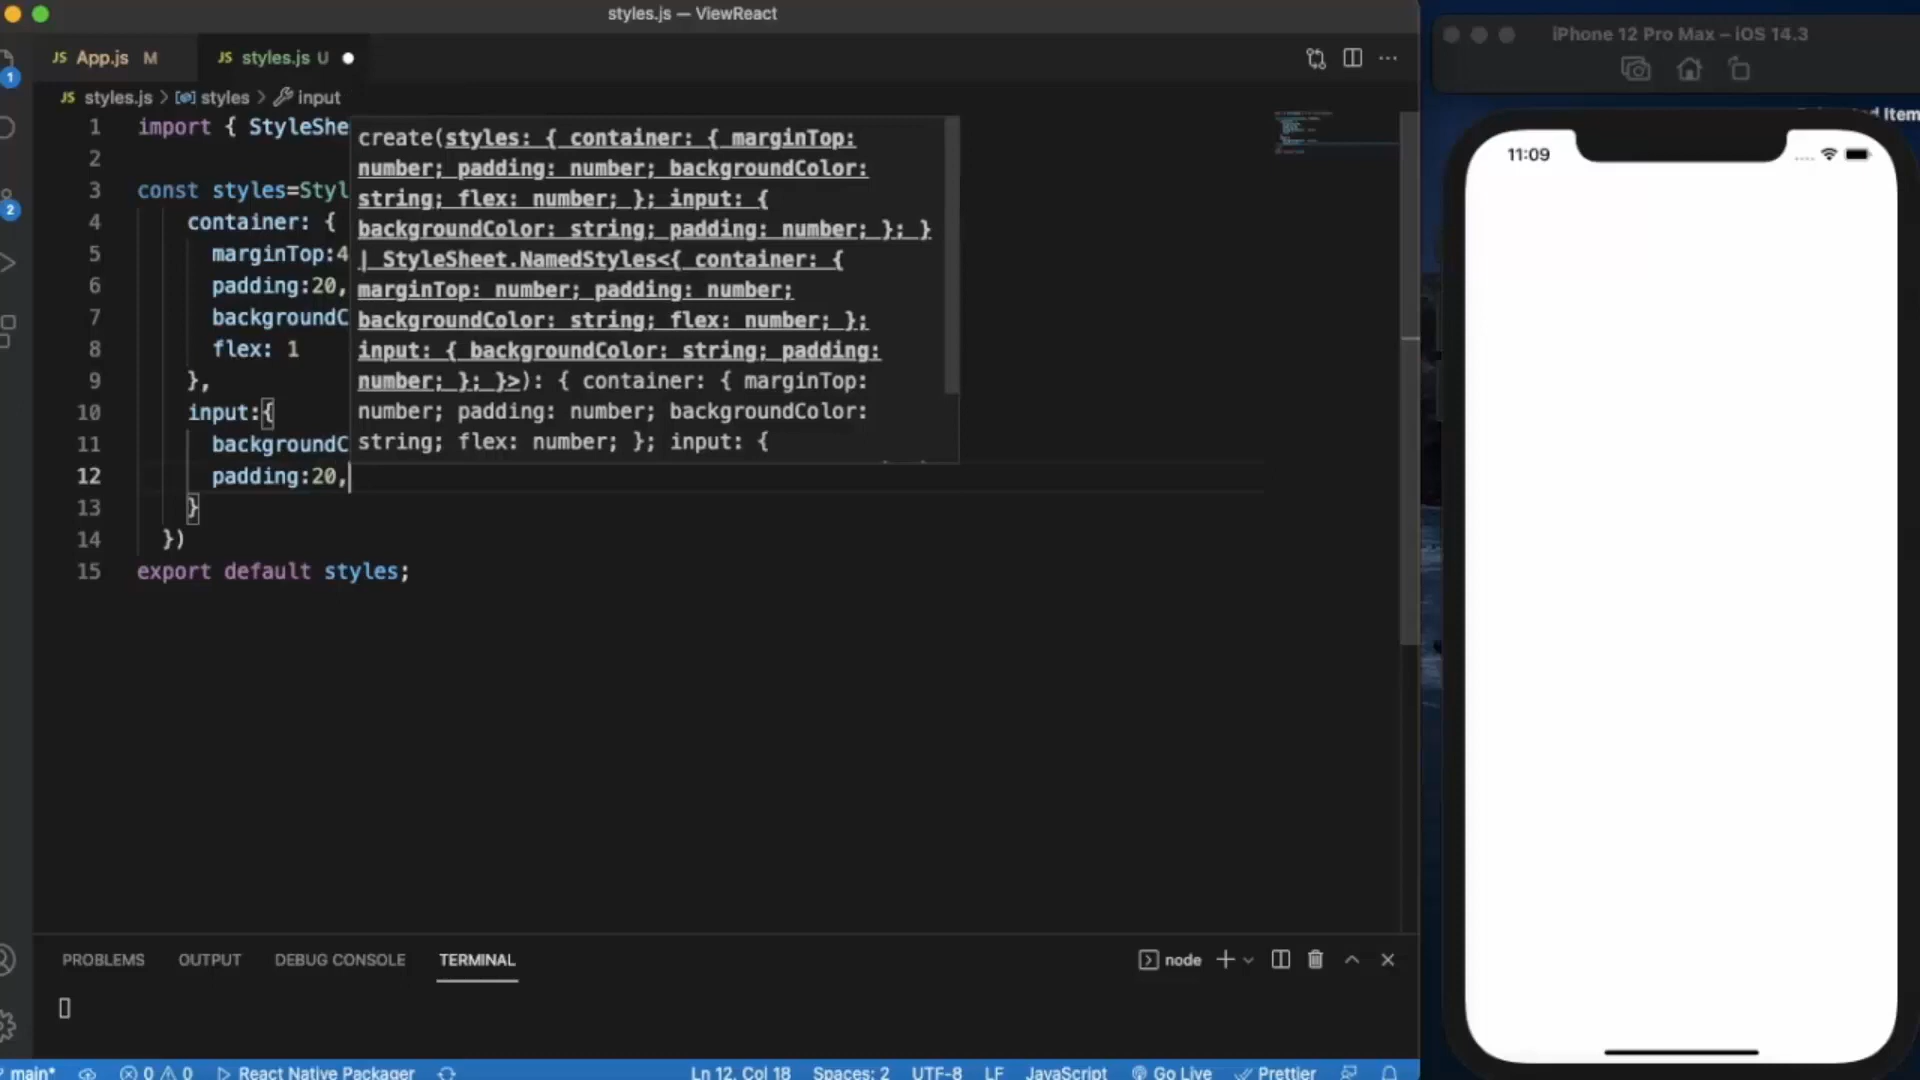 styles.js — ViewReact
JS App.js M
JS styles.js U
JS styles.js > styles > input
1 import { StyleShe
2
3 const styles=Styl
4 container: {
5 marginTop:4
6 padding:20,
7 backgroundC
8 flex: 1
9 },
10 input:{
11 backgroundC
12 padding:20,
13 }
14 })
15 export default styles;
create(styles: { container: { marginTop:
number; padding: number; backgroundColor:
string; flex: number; }; input: {
backgroundColor: string; padding: number; }; }
| StyleSheet.NamedStyles<{ container: {
marginTop: number; padding: number;
backgroundColor: string; flex: number; };
input: { backgroundColor: string; padding:
number; }; }>): { container: { marginTop:
number; padding: number; backgroundColor:
string; flex: number; }; input: {
1
2
PROBLEMS OUTPUT DEBUG CONSOLE TERMINAL
node
main* 0 0 React Native Packager
Ln 12, Col 18 Spaces: 2 UTF-8 LF JavaScript Go Live Prettier
iPhone 12 Pro Max – iOS 14.3
Item
11:09